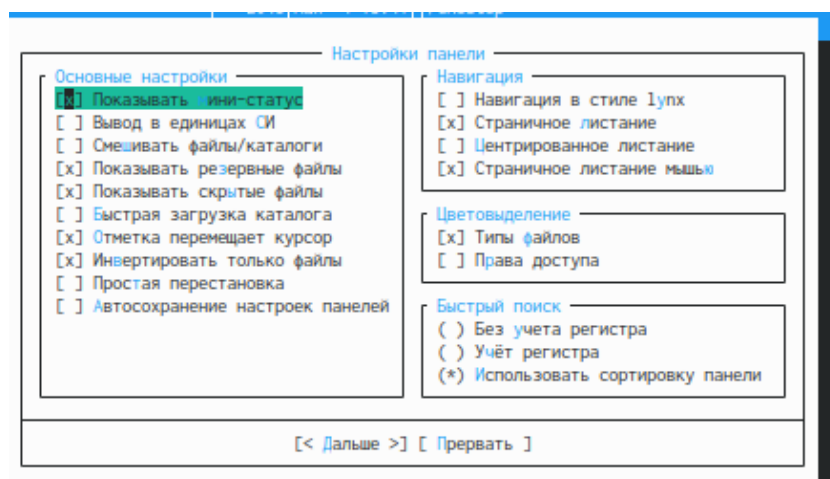 Настройки панели
Основные настройки
[x] Показывать мини-статус
[ ] Вывод в единицах СИ
[ ] Смешивать файлы/каталоги
[x] Показывать резервные файлы
[x] Показывать скрытые файлы
[ ] Быстрая загрузка каталога
[x] Отметка перемещает курсор
[x] Инвертировать только файлы
[ ] Простая перестановка
[ ] Автосохранение настроек панелей
Навигация
[ ] Навигация в стиле lynx
[x] Страничное листание
[ ] Центрированное листание
[x] Страничное листание мышью
Цветовыделение
[x] Типы файлов
[ ] Права доступа
Быстрый поиск
( ) Без учета регистра
( ) Учёт регистра
(*) Использовать сортировку панели
[< Дальше >] [ Прервать ]